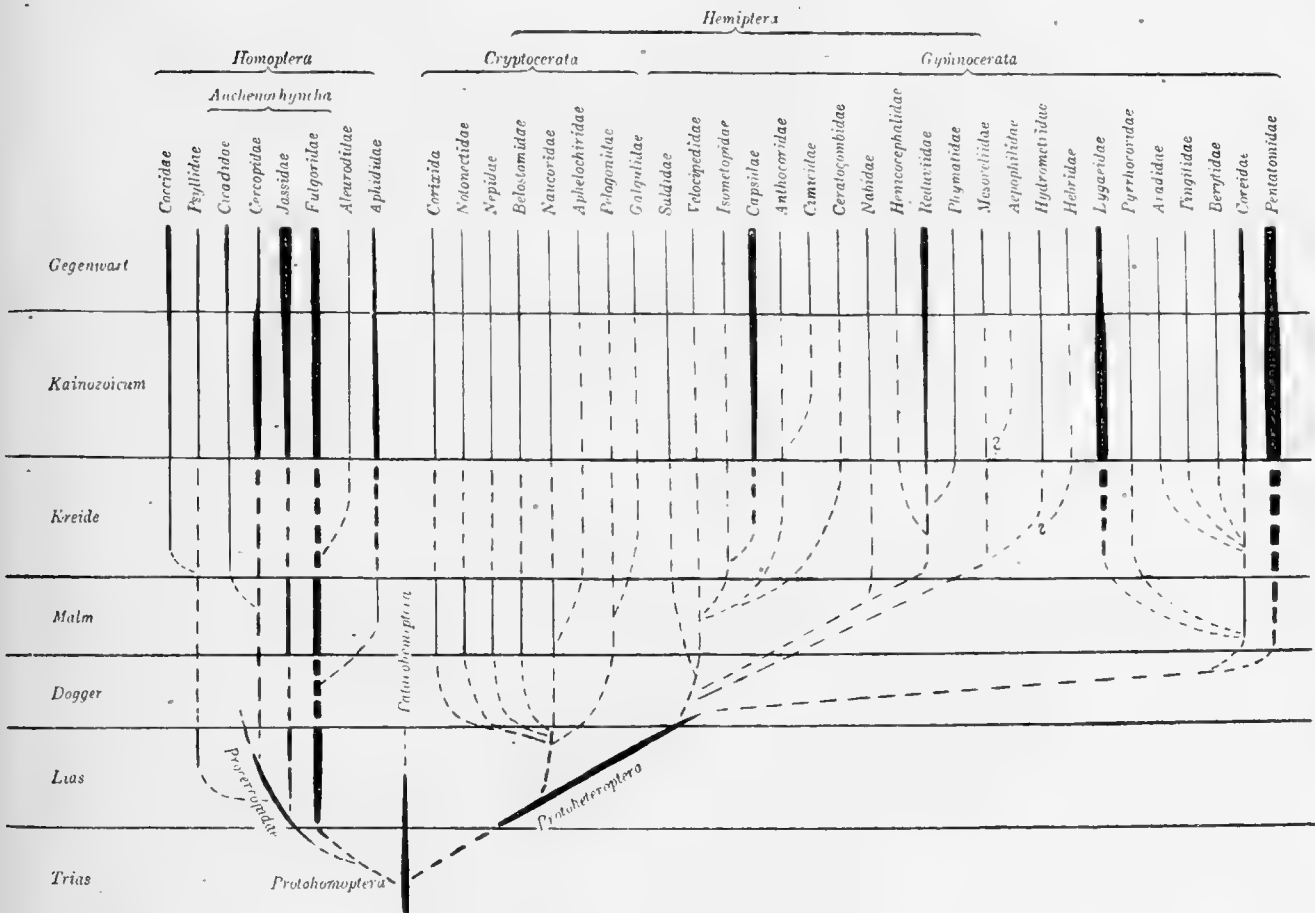 Hemiptera
Homoptera
Cryptocerata
Gymnocerata
Auchenorhyncha
Coccidae
Psyllidae
Cicadidae
Cercopidae
Jassidae
Fulgoridae
Aleurodidae
Aphididae
Corixida
Notonectidae
Nepidae
Belostomidae
Naucoridae
Aphelochiridae
Pelogonidae
Galgulidae
Saldidae
Velocipedidae
Isometopidae
Capsidae
Anthocoridae
Cimicidae
Ceratocombidae
Nabidae
Henicocephalidae
Reduviidae
Phymatidae
Mesoveliidae
Aepophilidae
Hydrometridae
Hebridae
Lygaeidae
Pyrrhocoridae
Aradidae
Tingitidae
Berytidae
Coreidae
Pentatomidae
Gegenwart
Kainozoicum
?
Kreide
?
Malm
Palaeohomoptera
Dogger
Lias
Procercopidae
Protoheteroptera
Trias
Protohomoptera